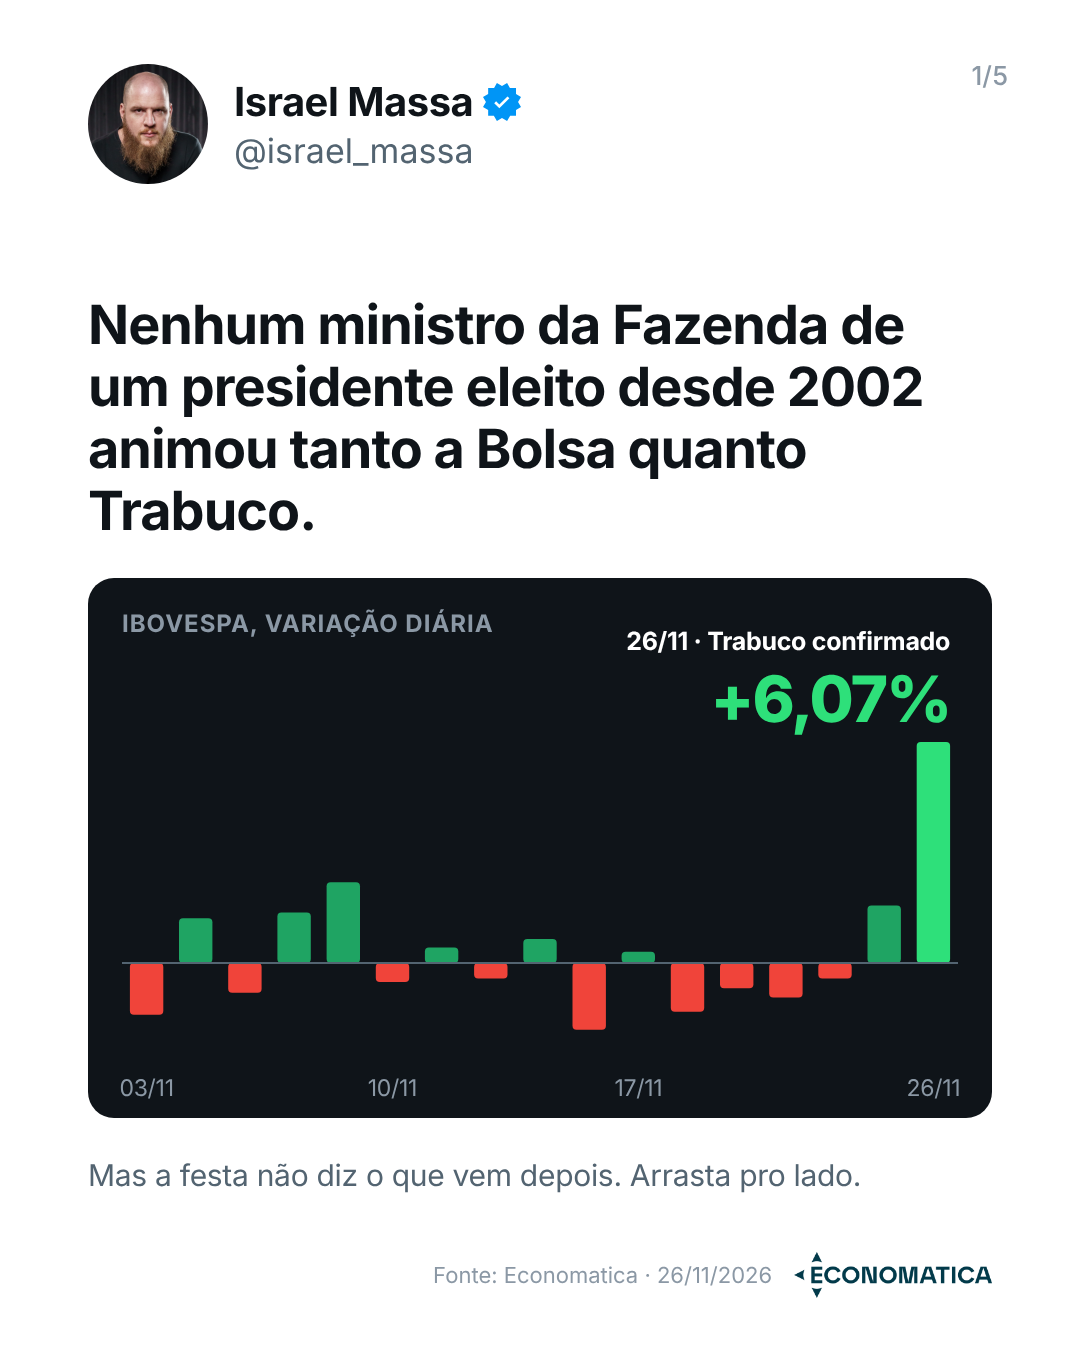 1/5
Israel Massa
@israel_massa
Nenhum ministro da Fazenda de
um presidente eleito desde 2002
animou tanto a Bolsa quanto
Trabuco.
IBOVESPA, VARIAÇÃO DIÁRIA
26/11 · Trabuco confirmado
+6,07%
03/11 10/11 17/11 26/11
Mas a festa não diz o que vem depois. Arrasta pro lado.
Fonte: Economatica · 26/11/2026 ECONOMATICA